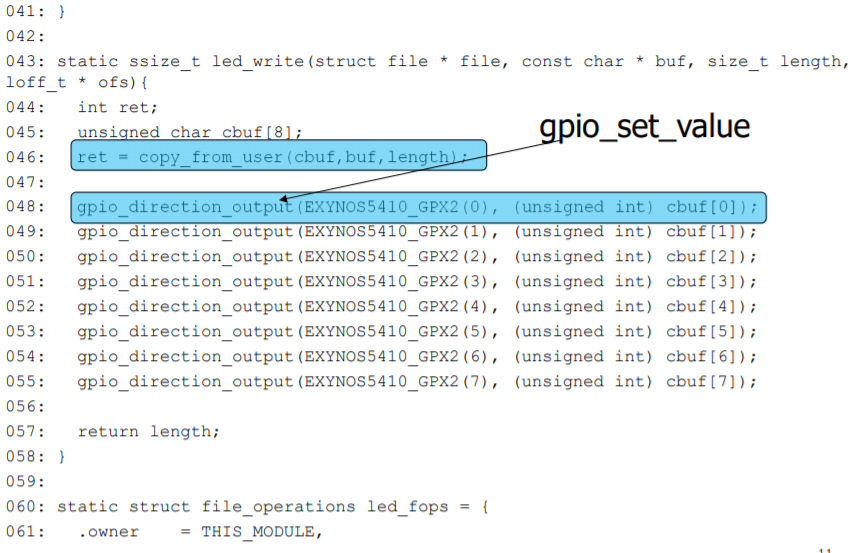 041: }
042:
043: static ssize_t led_write(struct file * file, const char * buf, size_t length,
loff_t * ofs){
044:   int ret;
045:   unsigned char cbuf[8];
gpio_set_value
046:   ret = copy_from_user(cbuf,buf,length);
047:
048:   gpio_direction_output(EXYNOS5410_GPX2(0), (unsigned int) cbuf[0]);
049:   gpio_direction_output(EXYNOS5410_GPX2(1), (unsigned int) cbuf[1]);
050:   gpio_direction_output(EXYNOS5410_GPX2(2), (unsigned int) cbuf[2]);
051:   gpio_direction_output(EXYNOS5410_GPX2(3), (unsigned int) cbuf[3]);
052:   gpio_direction_output(EXYNOS5410_GPX2(4), (unsigned int) cbuf[4]);
053:   gpio_direction_output(EXYNOS5410_GPX2(5), (unsigned int) cbuf[5]);
054:   gpio_direction_output(EXYNOS5410_GPX2(6), (unsigned int) cbuf[6]);
055:   gpio_direction_output(EXYNOS5410_GPX2(7), (unsigned int) cbuf[7]);
056:
057:   return length;
058: }
059:
060: static struct file_operations led_fops = {
061:   .owner    = THIS_MODULE,